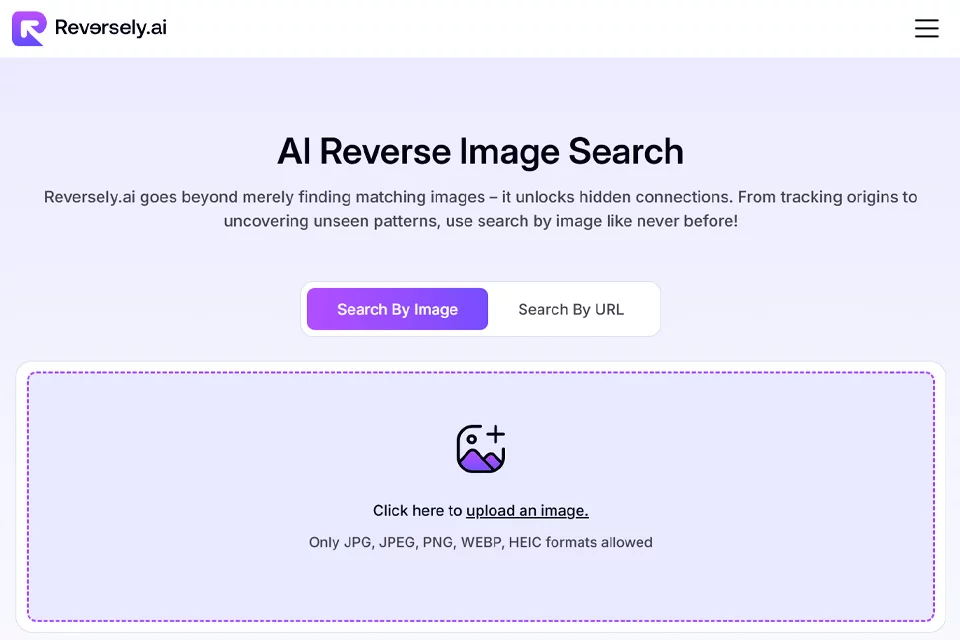 Reversely.ai
AI Reverse Image Search
Reversely.ai goes beyond merely finding matching images – it unlocks hidden connections. From tracking origins to
uncovering unseen patterns, use search by image like never before!
Search By Image
Search By URL
Click here to upload an image.
Only JPG, JPEG, PNG, WEBP, HEIC formats allowed